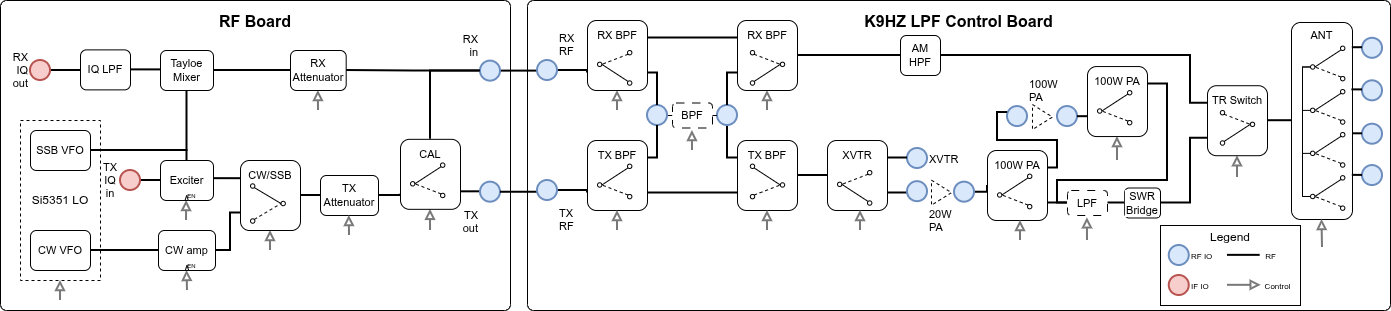 RF Board
RX
IQ
out
IQ LPF
Tayloe
Mixer
RX
Attenuator
RX
in
SSB VFO
TX
IQ
in
Exciter
EN
CW/SSB
Si5351 LO
TX
Attenuator
CAL
TX
out
CW VFO
CW amp
EN
K9HZ LPF Control Board
RX
RF
RX BPF
BPF
RX BPF
AM
HPF
100W
PA
100W PA
TR Switch
ANT
TX
RF
TX BPF
TX BPF
XVTR
XVTR
20W
PA
100W PA
LPF
SWR
Bridge
Legend
RF IO
RF
IF IO
Control